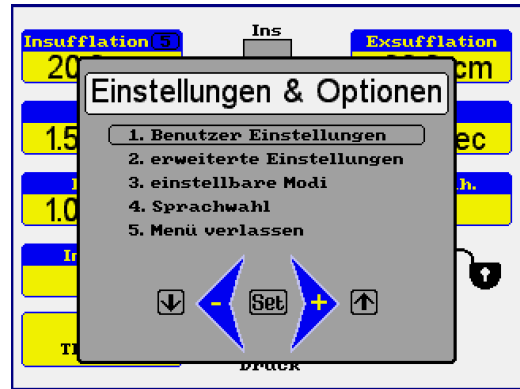 Ins
Insufflation 5
Exsufflation
20
cm
Einstellungen & Optionen
1. Benutzer Einstellungen
2. erweiterte Einstellungen
3. einstellbare Modi
4. Sprachwahl
5. Menü verlassen
1.5
ec
1.0
h.
- Set +
Druck